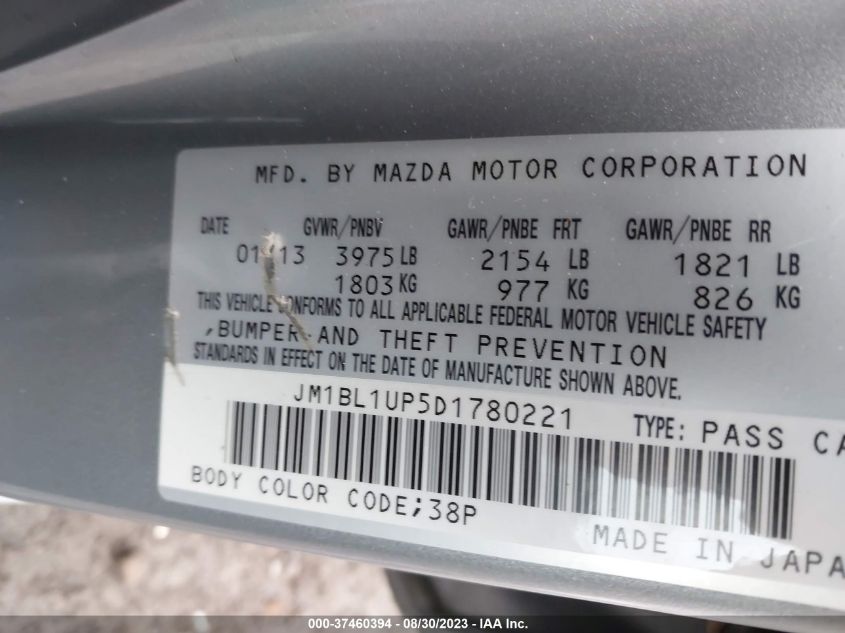 MFD. BY MAZDA MOTOR CORPORATION
DATE GVWR/PNBV GAWR/PNBE FRT GAWR/PNBE RR
01 13 3975 LB 2154 LB 1821 LB
1803 KG 977 KG 826 KG
THIS VEHICLE CONFORMS TO ALL APPLICABLE FEDERAL MOTOR VEHICLE SAFETY
,BUMPER AND THEFT PREVENTION
STANDARDS IN EFFECT ON THE DATE OF MANUFACTURE SHOWN ABOVE.
JM1BL1UP5D1780221 TYPE: PASS CA
BODY COLOR CODE;38P
MADE IN JAPA
000-37460394 - 08/30/2023 - IAA Inc.